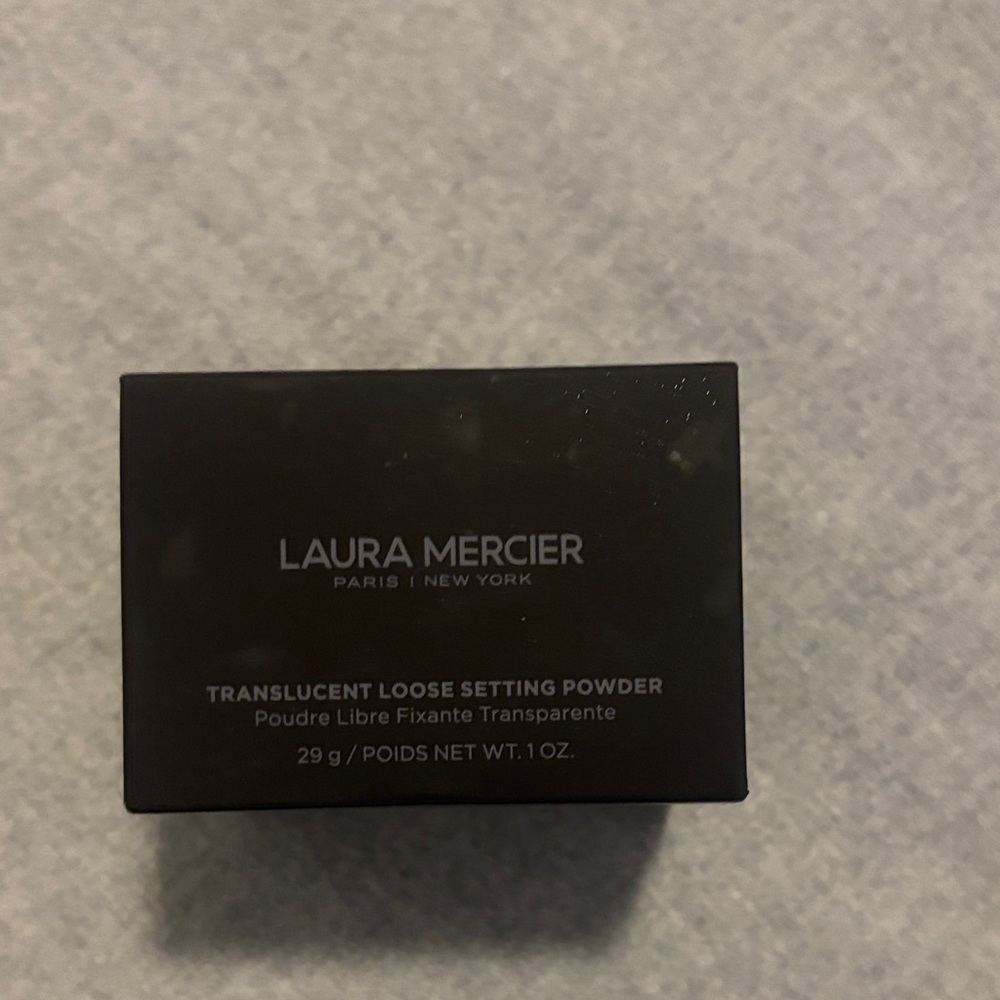 LAURA MERCIER
PARIS | NEW YORK
TRANSLUCENT LOOSE SETTING POWDER
Poudre Libre Fixante Transparente
29 g / POIDS NET WT. 1 OZ.